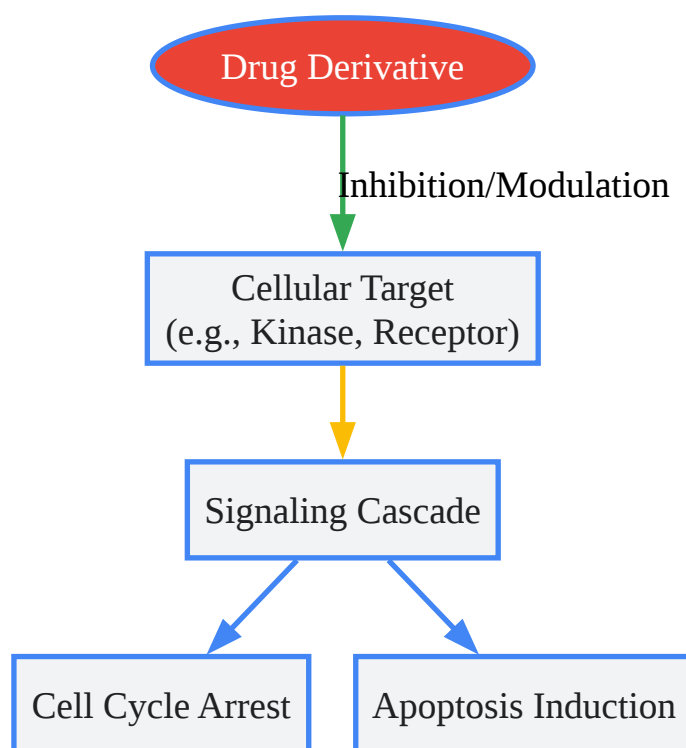 Drug Derivative
Inhibition/Modulation
Cellular Target
(e.g., Kinase, Receptor)
Signaling Cascade
Cell Cycle Arrest
Apoptosis Induction